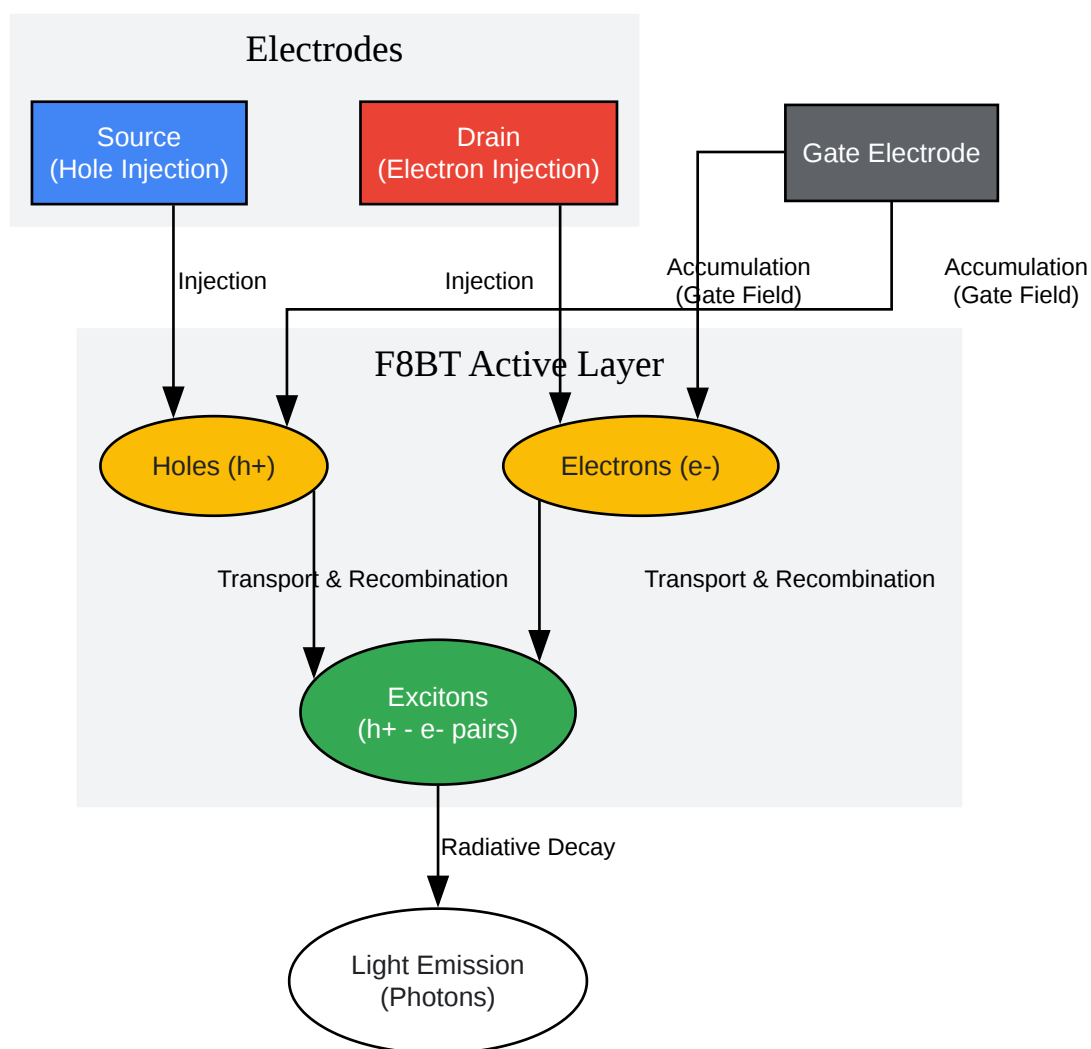 Electrodes
Source
(Hole Injection)
Drain
(Electron Injection)
Gate Electrode
Injection
Injection
Accumulation
(Gate Field)
Accumulation
(Gate Field)
F8BT Active Layer
Holes (h+)
Electrons (e-)
Transport & Recombination
Transport & Recombination
Excitons
(h+ - e- pairs)
Radiative Decay
Light Emission
(Photons)